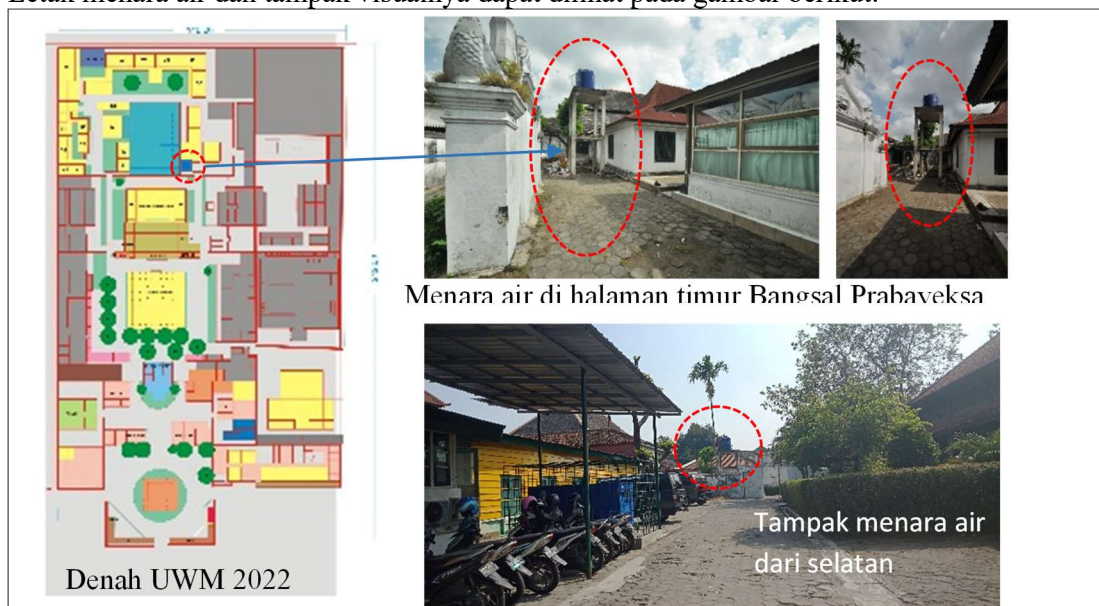 Letak menara air dan tampak visualnya dapat dilihat pada gambar berikut:
Menara air di halaman timur Bangsal Prabayeksa
Tampak menara air
dari selatan
Denah UWM 2022